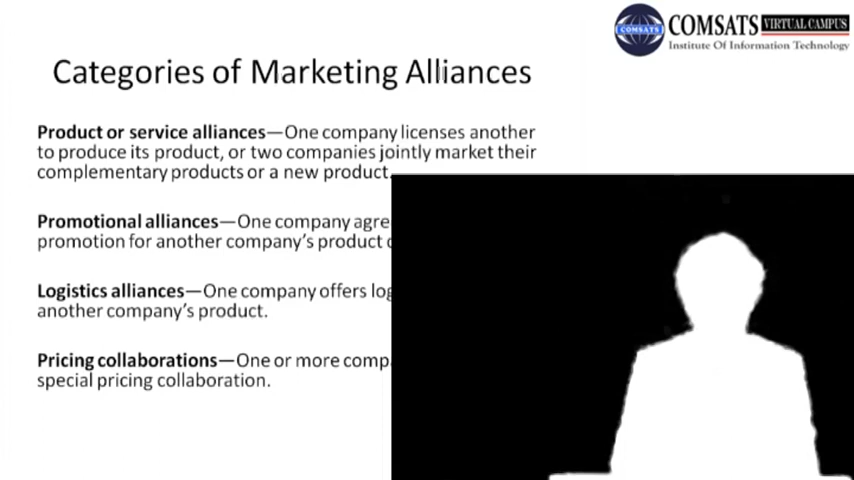 COMSATS VIRTUAL CAMPUS
COMSATS
Institute Of Information Technology
Categories of Marketing Alliances
Product or service alliances—One company licenses another
to produce its product, or two companies jointly market their
complementary products or a new product.
Promotional alliances—One company
promotion for another company's product
Logistics alliances—One company offers
another company's product.
Pricing collaborations—One or more
special pricing collaboration.